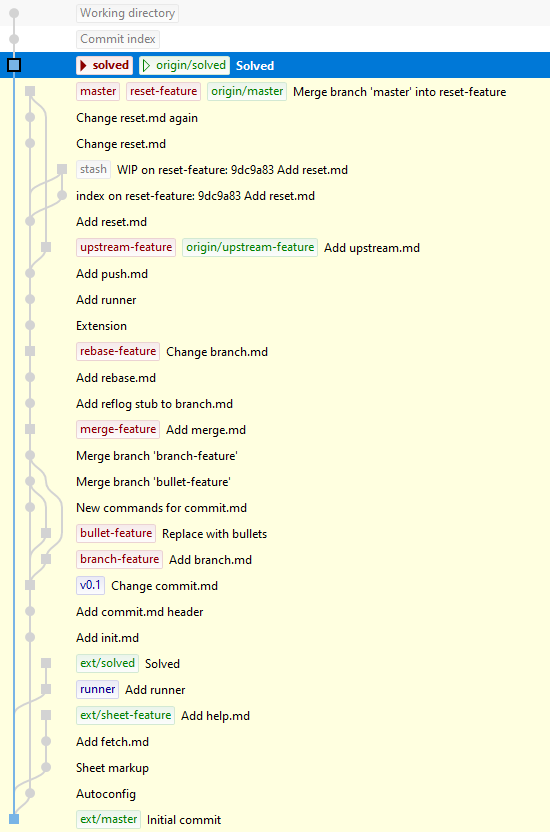 Working directory
Commit index
solved origin/solved Solved
master reset-feature origin/master Merge branch 'master' into reset-feature
Change reset.md again
Change reset.md
stash WIP on reset-feature: 9dc9a83 Add reset.md
index on reset-feature: 9dc9a83 Add reset.md
Add reset.md
upstream-feature origin/upstream-feature Add upstream.md
Add push.md
Add runner
Extension
rebase-feature Change branch.md
Add rebase.md
Add reflog stub to branch.md
merge-feature Add merge.md
Merge branch 'branch-feature'
Merge branch 'bullet-feature'
New commands for commit.md
bullet-feature Replace with bullets
branch-feature Add branch.md
v0.1 Change commit.md
Add commit.md header
Add init.md
ext/solved Solved
runner Add runner
ext/sheet-feature Add help.md
Add fetch.md
Sheet markup
Autoconfig
ext/master Initial commit